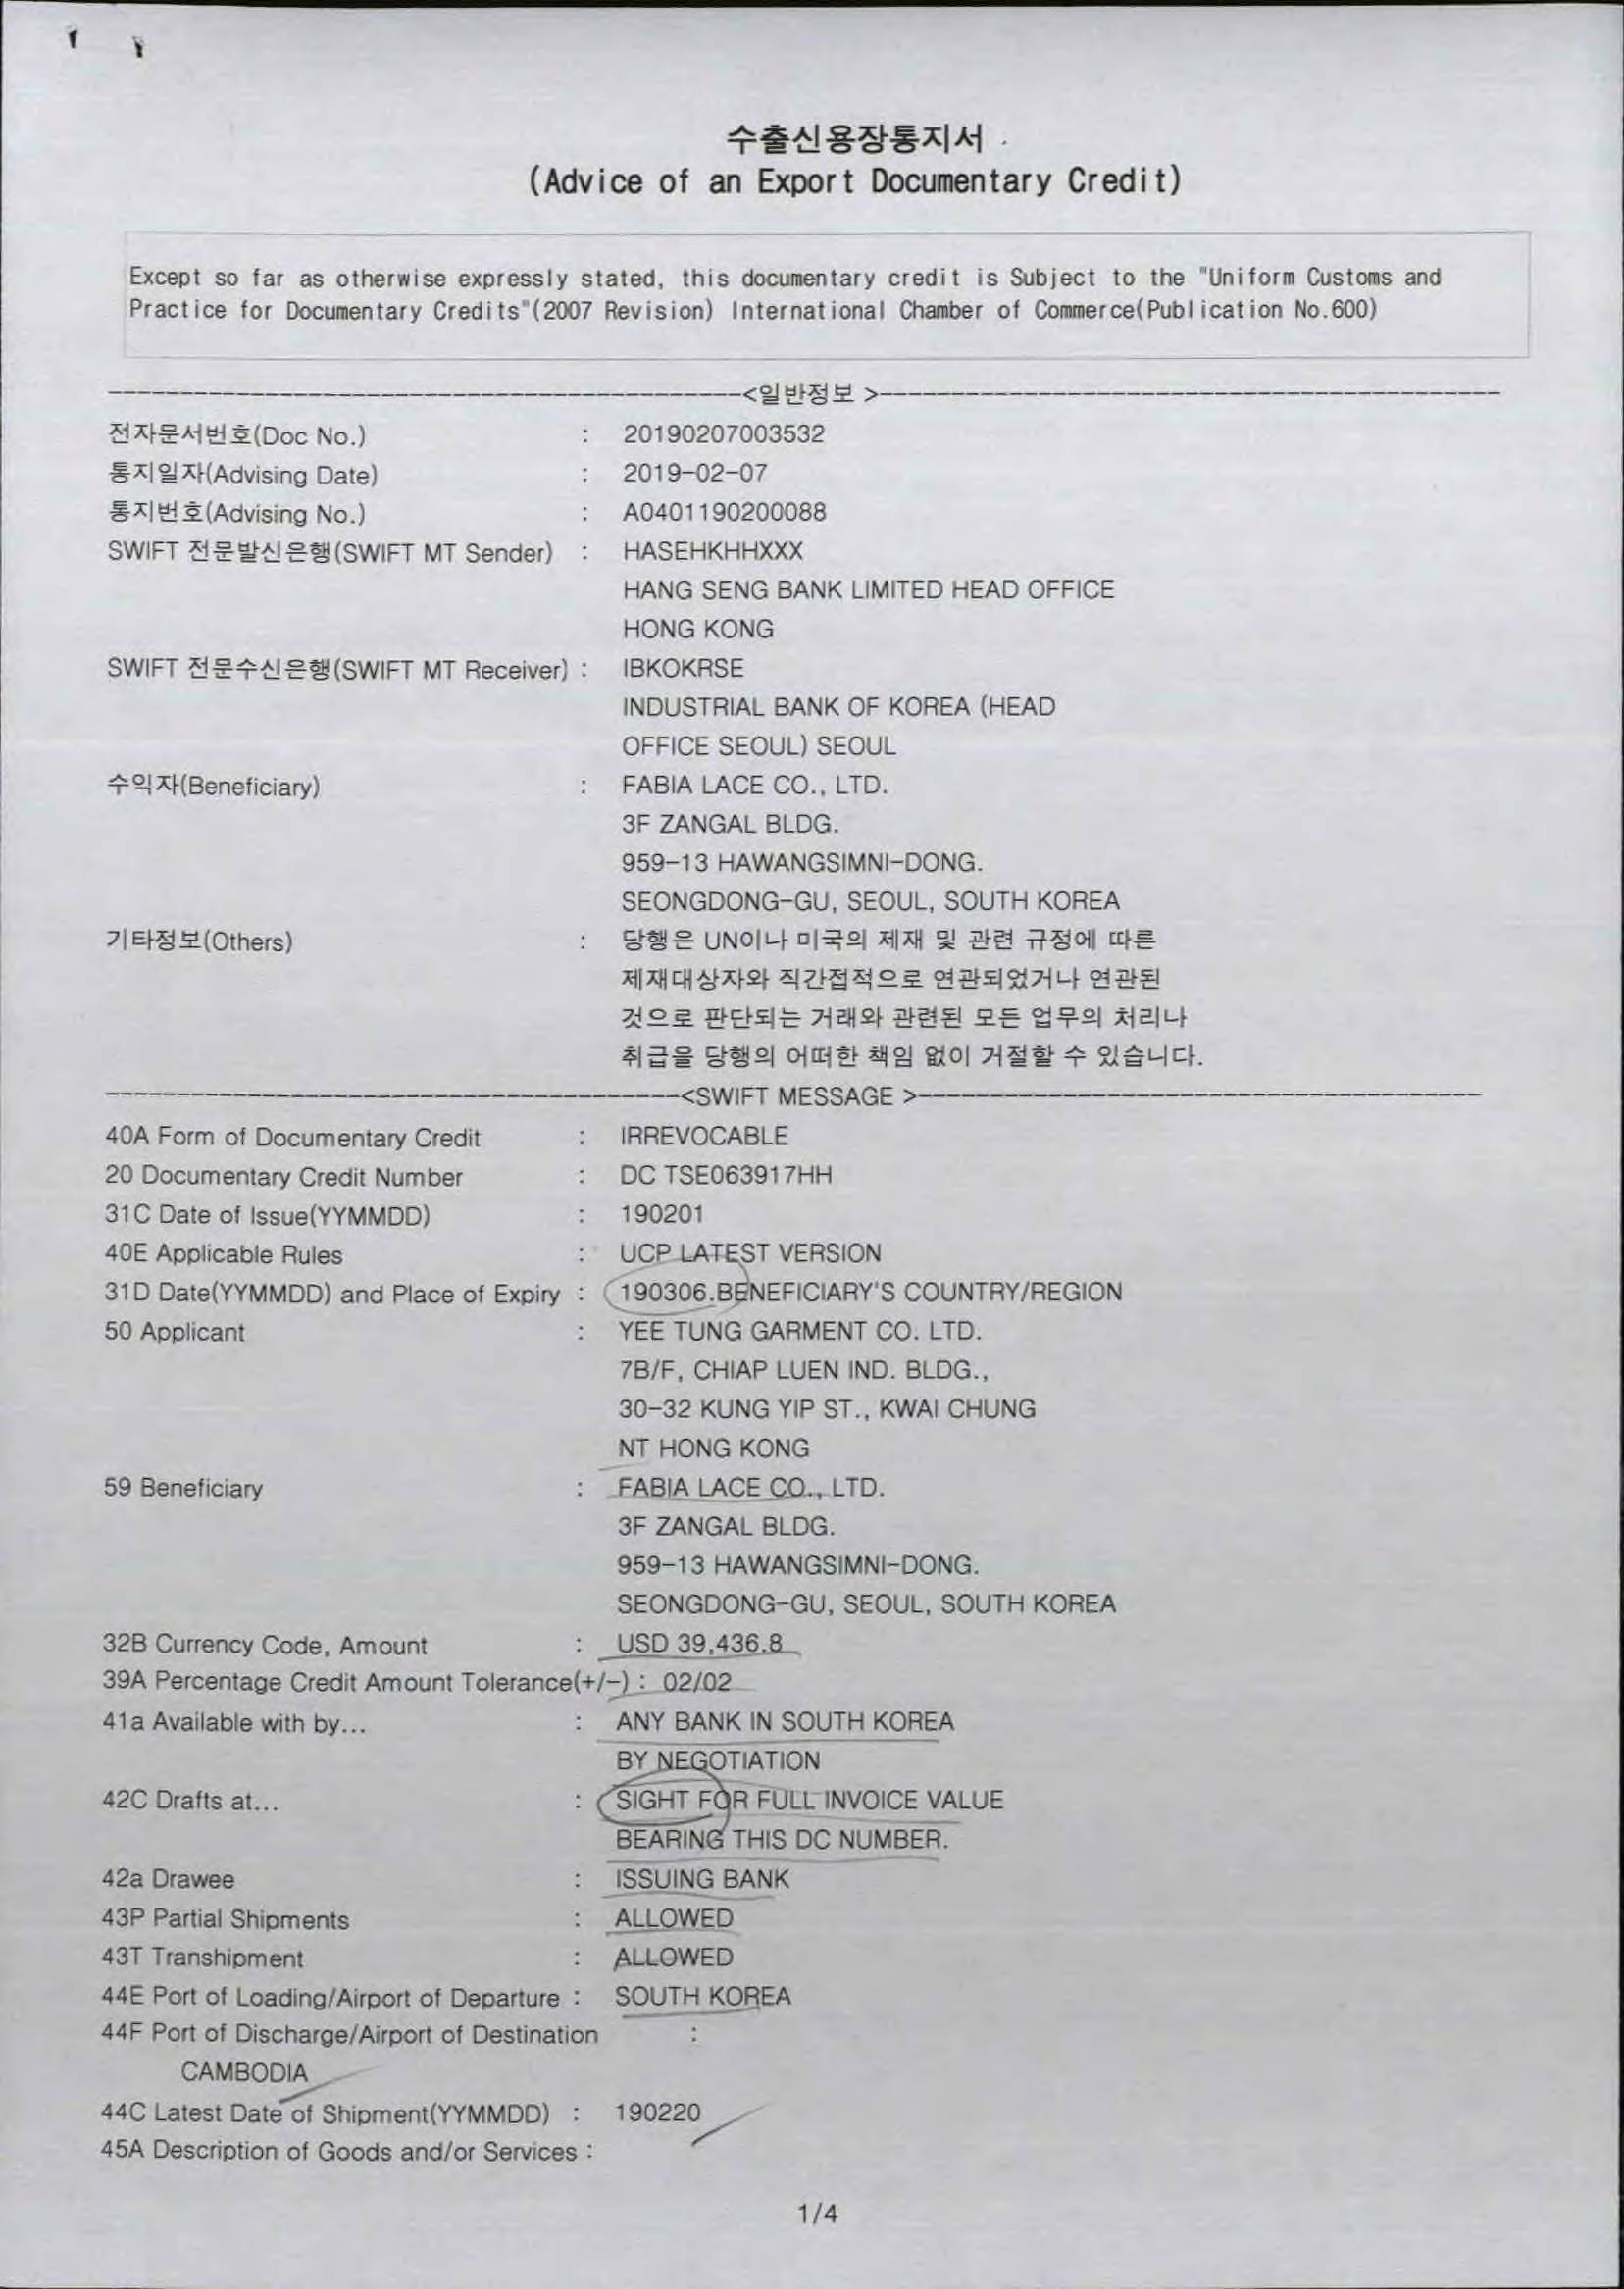 수출신용장통지서
(Advice of an Export Documentary Credit)
Except so far as otherwise expressly stated, this documentary credit is Subject to the "Uniform Customs and
Practice for Documentary Credits"(2007 Revision) International Chamber of Commerce(Publication No.600)
<일반정보 >
전자문서번호(Doc No.) : 20190207003532
통지일자(Advising Date) : 2019-02-07
통지번호(Advising No.) : A0401190200088
SWIFT 전문발신은행(SWIFT MT Sender) : HASEHKHHXXX
HANG SENG BANK LIMITED HEAD OFFICE
HONG KONG
SWIFT 전문수신은행(SWIFT MT Receiver) : IBKOKRSE
INDUSTRIAL BANK OF KOREA (HEAD
OFFICE SEOUL) SEOUL
수익자(Beneficiary) : FABIA LACE CO., LTD.
3F ZANGAL BLDG.
959-13 HAWANGSIMNI-DONG.
SEONGDONG-GU, SEOUL, SOUTH KOREA
기타정보(Others) : 당행은 UN이나 미국의 제재 및 관련 규정에 따른
제재대상자와 직간접적으로 연관되었거나 연관된
것으로 판단되는 거래와 관련된 모든 업무의 처리나
취급을 당행의 어떠한 책임 없이 거절할 수 있습니다.
<SWIFT MESSAGE >
40A Form of Documentary Credit : IRREVOCABLE
20 Documentary Credit Number : DC TSE063917HH
31C Date of Issue(YYMMDD) : 190201
40E Applicable Rules : UCP LATEST VERSION
31D Date(YYMMDD) and Place of Expiry : 190306.BENEFICIARY'S COUNTRY/REGION
50 Applicant : YEE TUNG GARMENT CO. LTD.
7B/F, CHIAP LUEN IND. BLDG.,
30-32 KUNG YIP ST., KWAI CHUNG
NT HONG KONG
59 Beneficiary : FABIA LACE CO., LTD.
3F ZANGAL BLDG.
959-13 HAWANGSIMNI-DONG.
SEONGDONG-GU, SEOUL, SOUTH KOREA
32B Currency Code, Amount : USD 39,436.8
39A Percentage Credit Amount Tolerance(+/-) : 02/02
41a Available with by... : ANY BANK IN SOUTH KOREA
BY NEGOTIATION
42C Drafts at... : SIGHT FOR FULL INVOICE VALUE
BEARING THIS DC NUMBER.
42a Drawee : ISSUING BANK
43P Partial Shipments : ALLOWED
43T Transhipment : ALLOWED
44E Port of Loading/Airport of Departure : SOUTH KOREA
44F Port of Discharge/Airport of Destination :
CAMBODIA
44C Latest Date of Shipment(YYMMDD) : 190220
45A Description of Goods and/or Services :
1/4